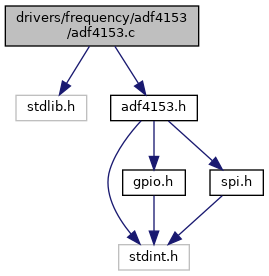 drivers/frequency/adf4153
/adf4153.c
stdlib.h
adf4153.h
gpio.h
spi.h
stdint.h